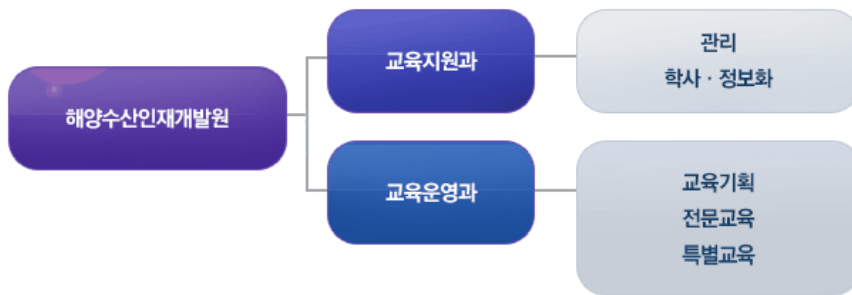 해양수산인재개발원
교육지원과
관리
학사 · 정보화
교육운영과
교육기획
전문교육
특별교육